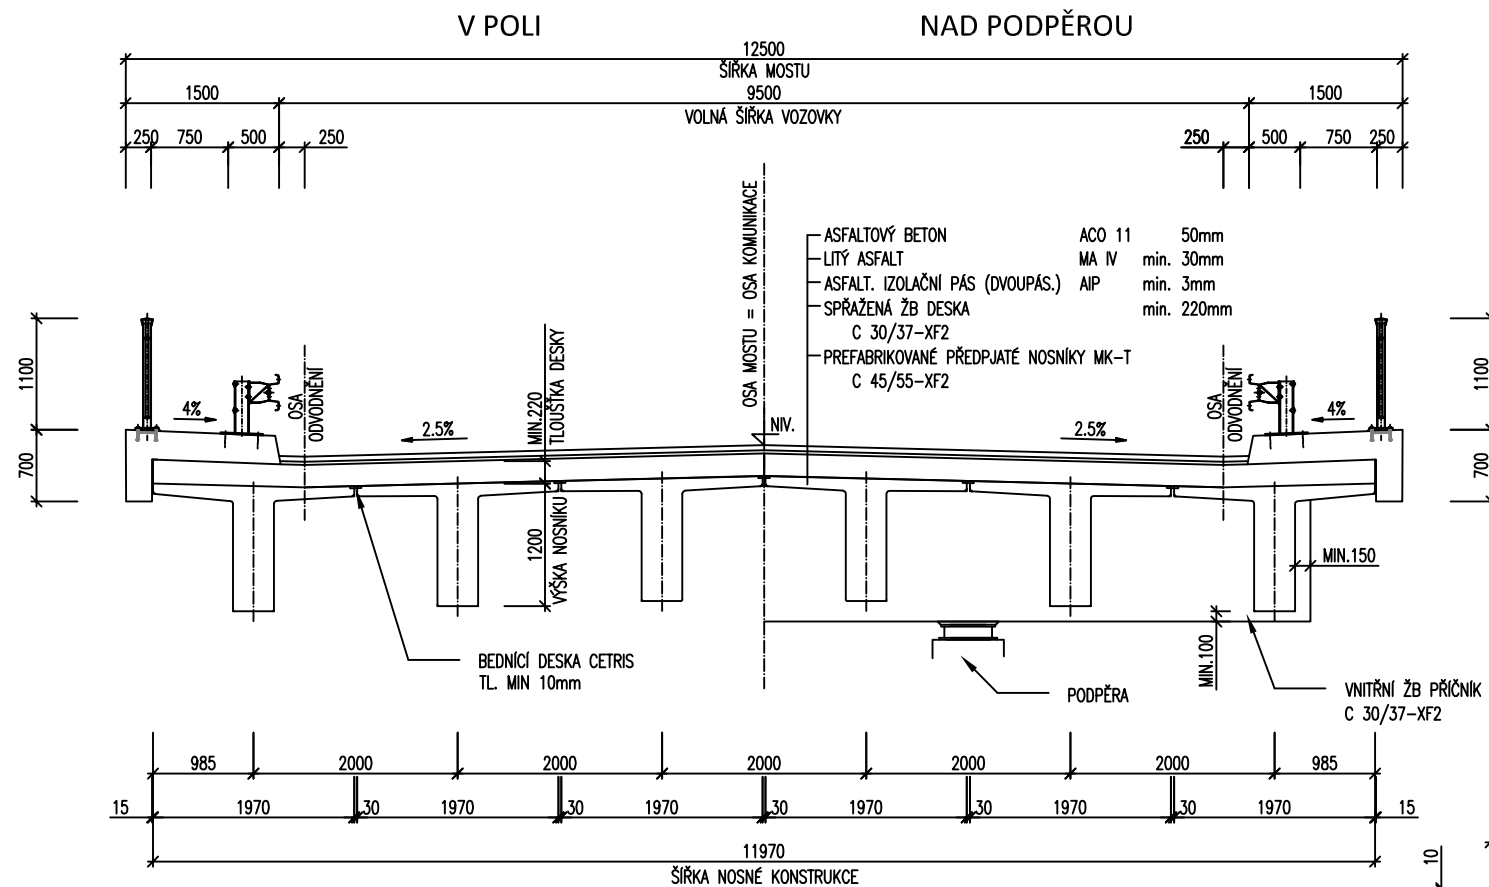 V POLI
NAD PODPĚROU
12500
ŠÍŘKA MOSTU
1500
9500
1500
VOLNÁ ŠÍŘKA VOZOVKY
250
750
500
250
250
500
750
250
OSA MOSTU = OSA KOMUNIKACE
ASFALTOVÝ BETON ACO 11 50mm
LITÝ ASFALT MA IV min. 30mm
ASFALT. IZOLAČNÍ PÁS (DVOUPÁS.) AIP min. 3mm
SPŘAŽENÁ ŽB DESKA min. 220mm
C 30/37-XF2
PREFABRIKOVANÉ PŘEDPJATÉ NOSNÍKY MK-T
C 45/55-XF2
1100
700
4%
OSA
ODVODNĚNÍ
2.5%
MIN.220
TLOUŠTKA DESKY
NIV.
2.5%
OSA
ODVODNĚNÍ
4%
1100
700
1200
VÝŠKA NOSNÍKU
MIN.150
MIN.100
BEDNÍCÍ DESKA CETRIS
TL. MIN 10mm
PODPĚRA
VNITŘNÍ ŽB PŘÍČNÍK
C 30/37-XF2
985
2000
2000
2000
2000
2000
985
15
1970
30
1970
30
1970
30
1970
30
1970
30
1970
15
11970
ŠÍŘKA NOSNÉ KONSTRUKCE
10